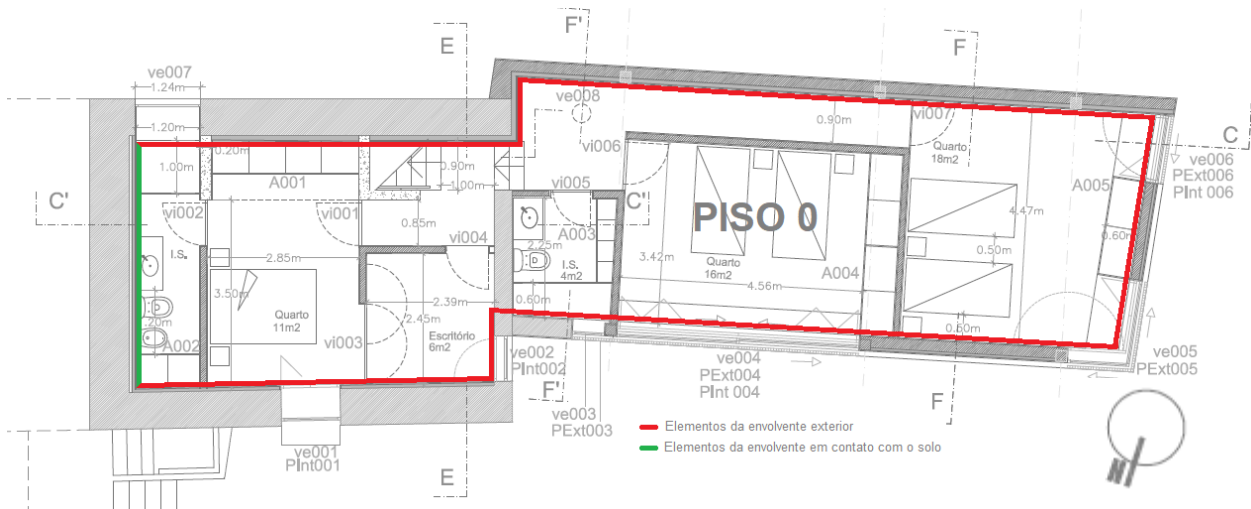 F'
E
F
ve007
1.24m
ve008
1.20m
0.90m
vi007
C
vi006
Quarto
18m2
ve006
PExt006
PInt 006
0.20m
1.00m
0.90m
1.00m
A001
vi005
A005
C'
vi002
vi001
C'
PISO 0
4.47m
0.85m
A003
I.S.
vi004
2.25m
0.60m
2.85m
3.42m
Quarto
16m2
A004
0.50m
I.S.
4m2
3.50m
2.39m
0.60m
4.56m
2.45m
Quarto
11m2
.20m
Escritório
6m2
0.50m
vi003
A002
ve002
PInt002
ve004
PExt004
PInt 004
ve005
PExt005
F'
F
ve003
PExt003
Elementos da envolvente exterior
Elementos da envolvente em contato com o solo
ve001
PInt001
E
N